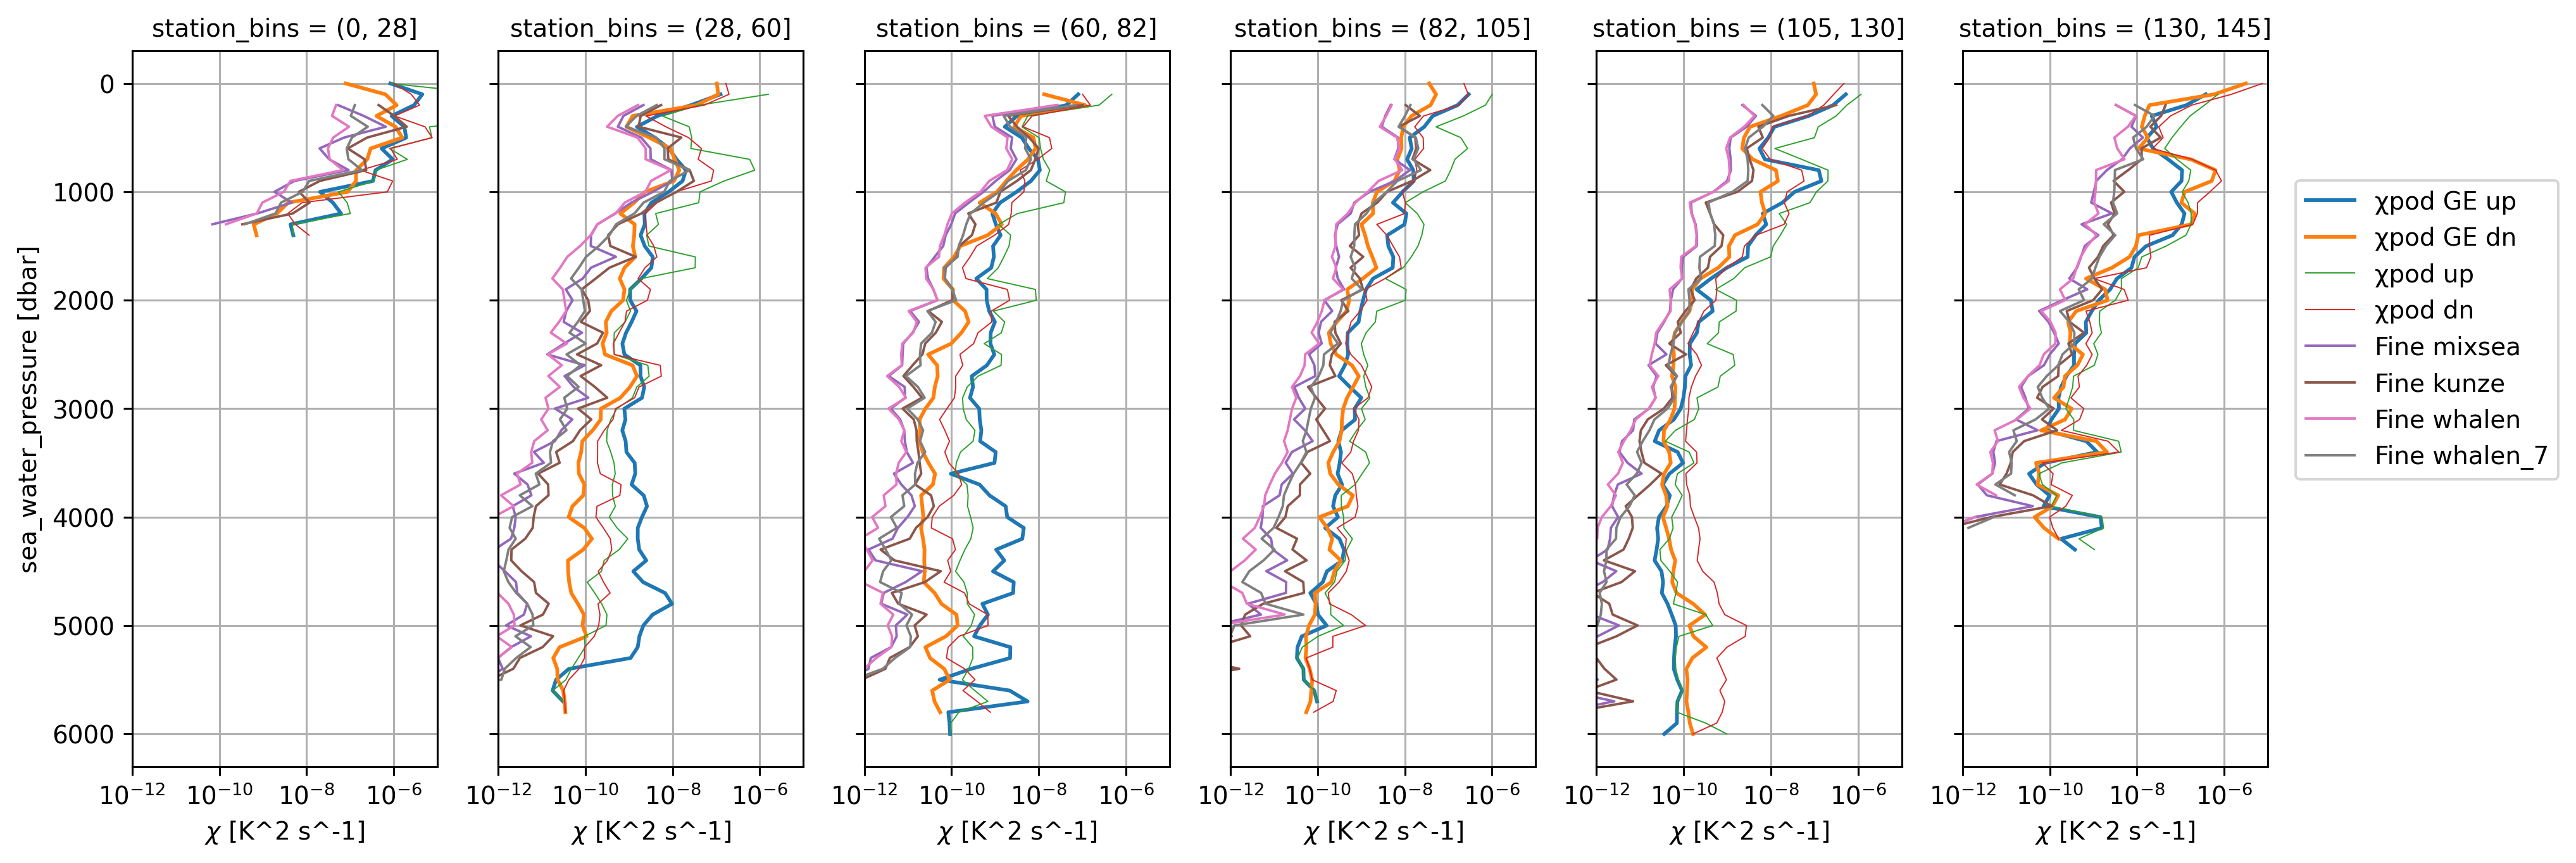 station_bins = (0, 28]
station_bins = (28, 60]
station_bins = (60, 82]
station_bins = (82, 105]
station_bins = (105, 130]
station_bins = (130, 145]
sea_water_pressure [dbar]
0
1000
2000
3000
4000
5000
6000
10⁻¹² 10⁻¹⁰ 10⁻⁸ 10⁻⁶
10⁻¹² 10⁻¹⁰ 10⁻⁸ 10⁻⁶
10⁻¹² 10⁻¹⁰ 10⁻⁸ 10⁻⁶
10⁻¹² 10⁻¹⁰ 10⁻⁸ 10⁻⁶
10⁻¹² 10⁻¹⁰ 10⁻⁸ 10⁻⁶
10⁻¹² 10⁻¹⁰ 10⁻⁸ 10⁻⁶
χ [K^2 s^-1]
χ [K^2 s^-1]
χ [K^2 s^-1]
χ [K^2 s^-1]
χ [K^2 s^-1]
χ [K^2 s^-1]
χpod GE up
χpod GE dn
χpod up
χpod dn
Fine mixsea
Fine kunze
Fine whalen
Fine whalen_7